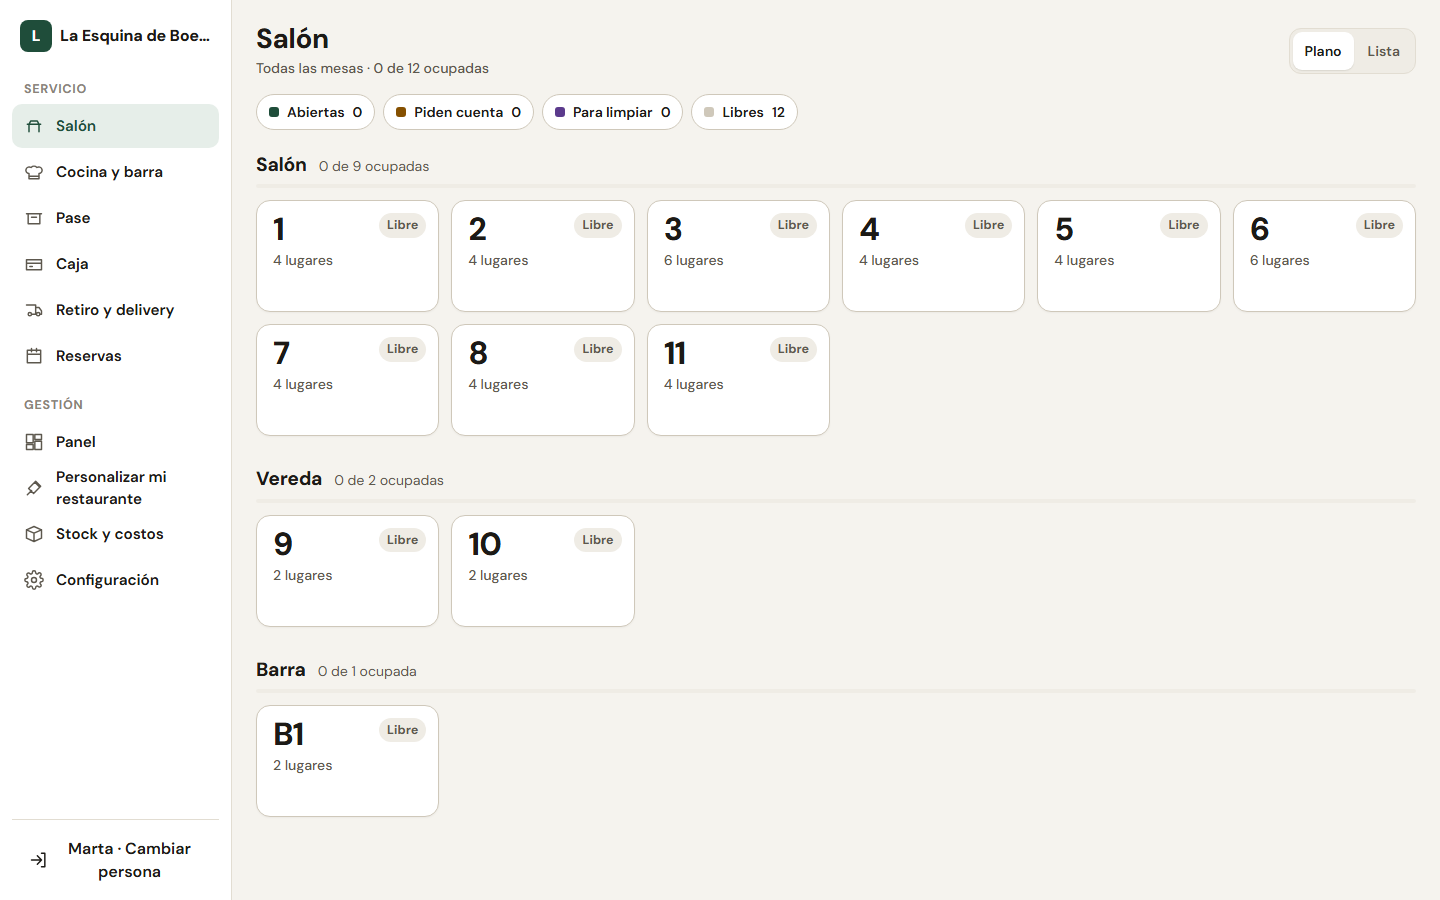 L
La Esquina de Boe...
SERVICIO
Salón
Cocina y barra
Pase
Caja
Retiro y delivery
Reservas
GESTIÓN
Panel
Personalizar mi
restaurante
Stock y costos
Configuración
Marta · Cambiar
persona
Salón
Todas las mesas · 0 de 12 ocupadas
Plano
Lista
Abiertas 0
Piden cuenta 0
Para limpiar 0
Libres 12
Salón 0 de 9 ocupadas
1 Libre
4 lugares
2 Libre
4 lugares
3 Libre
6 lugares
4 Libre
4 lugares
5 Libre
4 lugares
6 Libre
6 lugares
7 Libre
4 lugares
8 Libre
4 lugares
11 Libre
4 lugares
Vereda 0 de 2 ocupadas
9 Libre
2 lugares
10 Libre
2 lugares
Barra 0 de 1 ocupada
B1 Libre
2 lugares